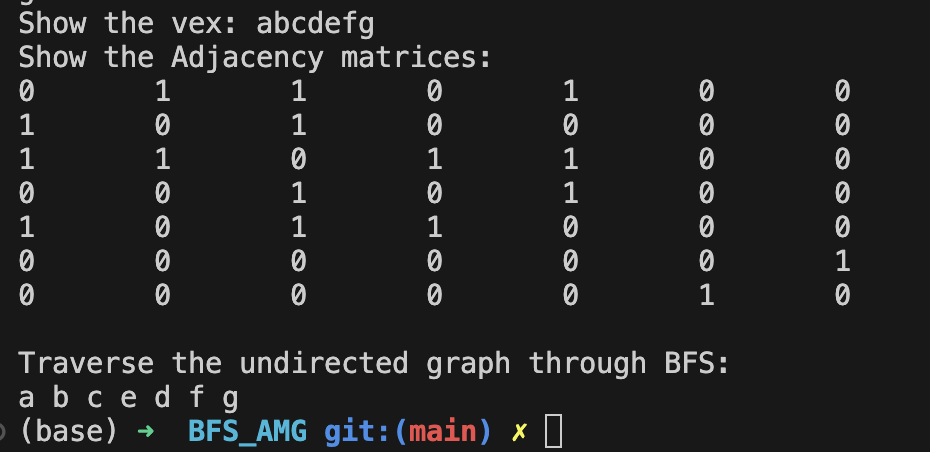 Show the vex: abcdefg
Show the Adjacency matrices:
0 1 1 0 1 0 0
1 0 1 0 0 0 0
1 1 0 1 1 0 0
0 0 1 0 1 0 0
1 0 1 1 0 0 0
0 0 0 0 0 0 1
0 0 0 0 0 1 0
Traverse the undirected graph through BFS:
a b c e d f g
(base) ➜ BFS_AMG git:(main) ✗